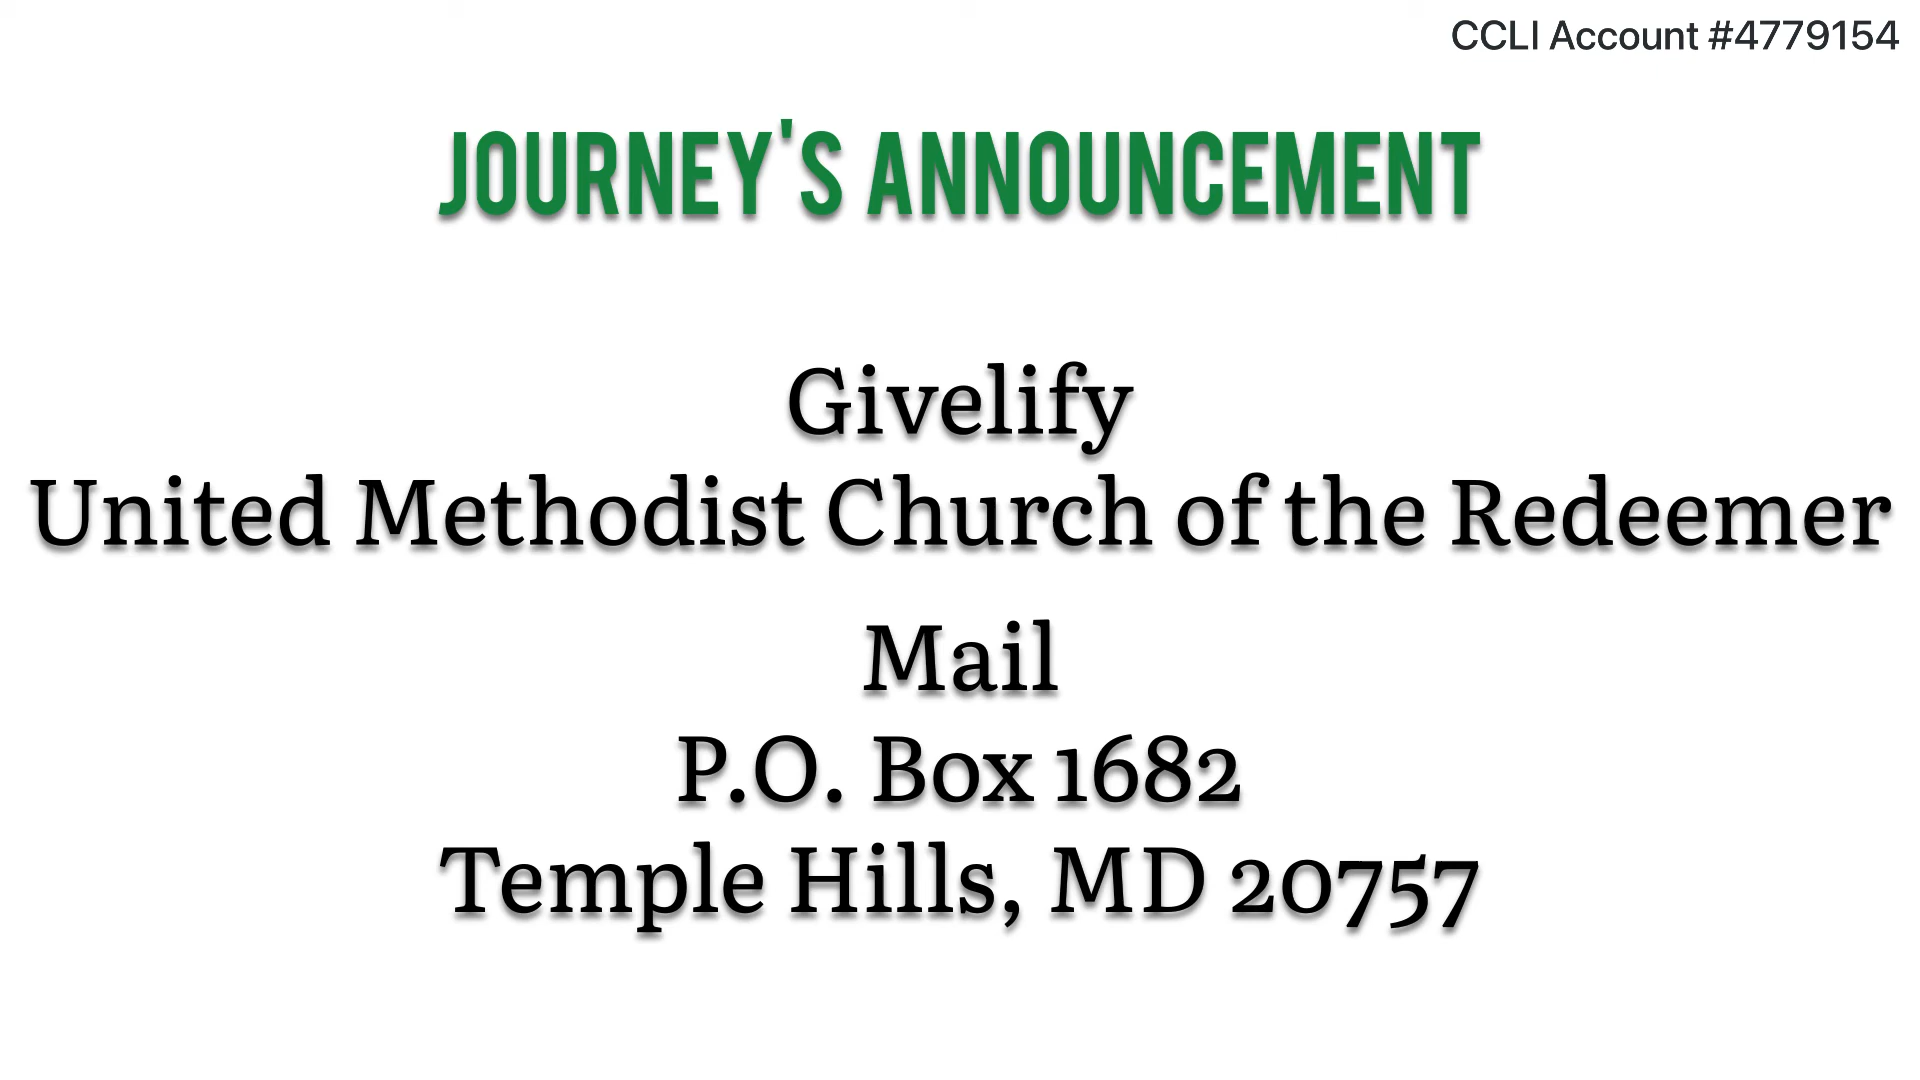 CCLI Account #4779154
JOURNEY'S ANNOUNCEMENT
Givelify
United Methodist Church of the Redeemer
Mail
P.O. Box 1682
Temple Hills, MD 20757